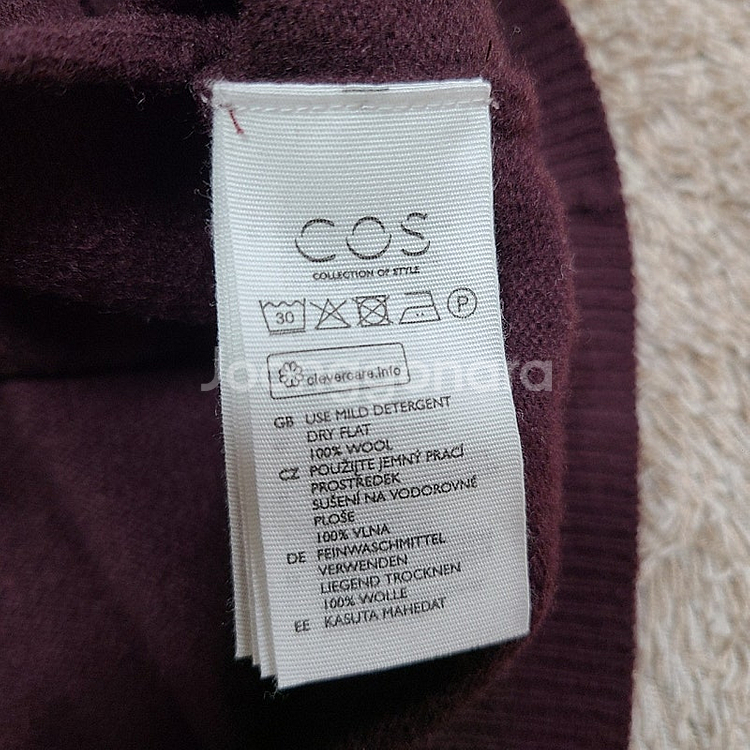 COS
COLLECTION OF STYLE
30
P
clevercare.info
GB USE MILD DETERGENT
DRY FLAT
100% WOOL
CZ POUŽIJTE JEMNÝ PRACÍ
PROSTŘEDEK
SUŠENÍ NA VODOROVNÉ
PLOŠE
100% VLNA
DE FEINWASCHMITTEL
VERWENDEN
LIEGEND TROCKNEN
100% WOLLE
EE KASUTA MAHEDAT
Joonggonara